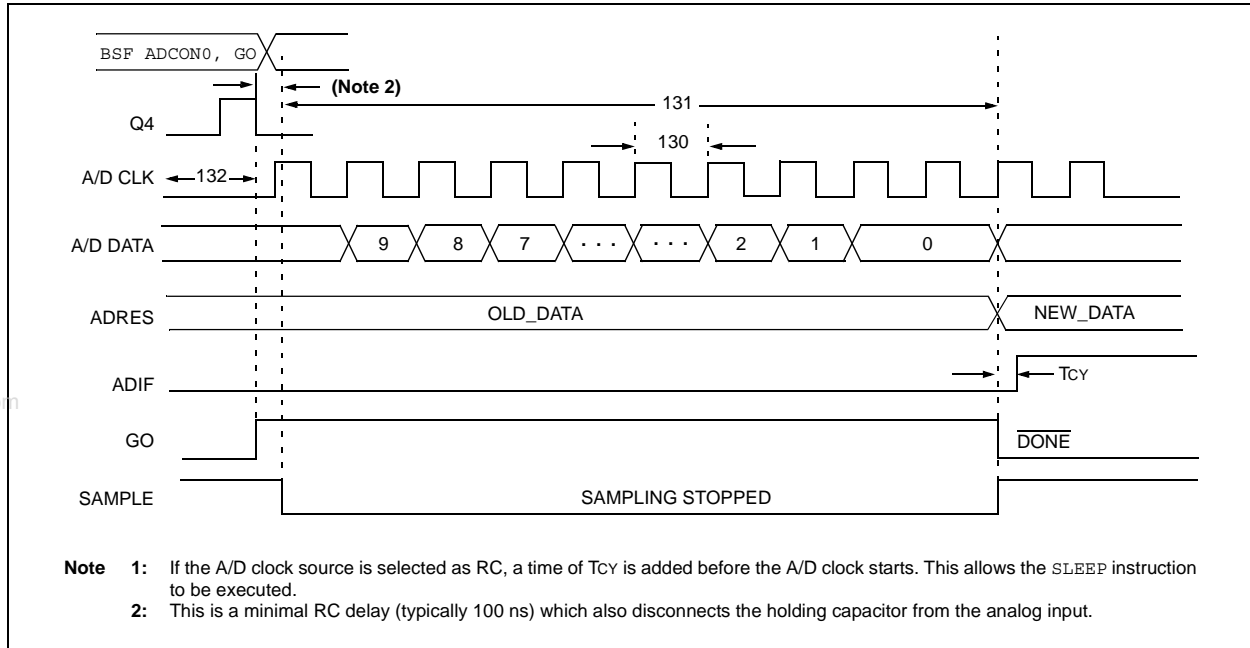 BSF ADCON0, GO
(Note 2)
131
Q4
130
A/D CLK
132
A/D DATA
9 8 7 . . . . . . 2 1 0
ADRES
OLD_DATA
NEW_DATA
TCY
ADIF
GO
DONE
SAMPLE
SAMPLING STOPPED
Note 1: If the A/D clock source is selected as RC, a time of TCY is added before the A/D clock starts. This allows the SLEEP instruction
to be executed.
2: This is a minimal RC delay (typically 100 ns) which also disconnects the holding capacitor from the analog input.